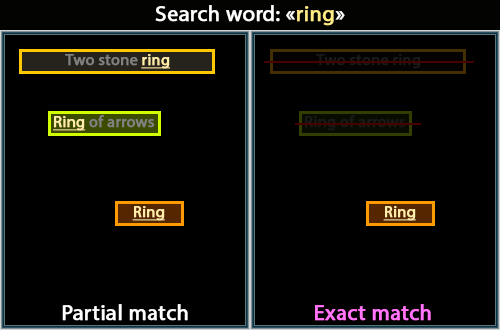 Search word: «ring»
Two stone ring
Ring of arrows
Ring
Partial match
Two stone ring
Ring of arrows
Ring
Exact match